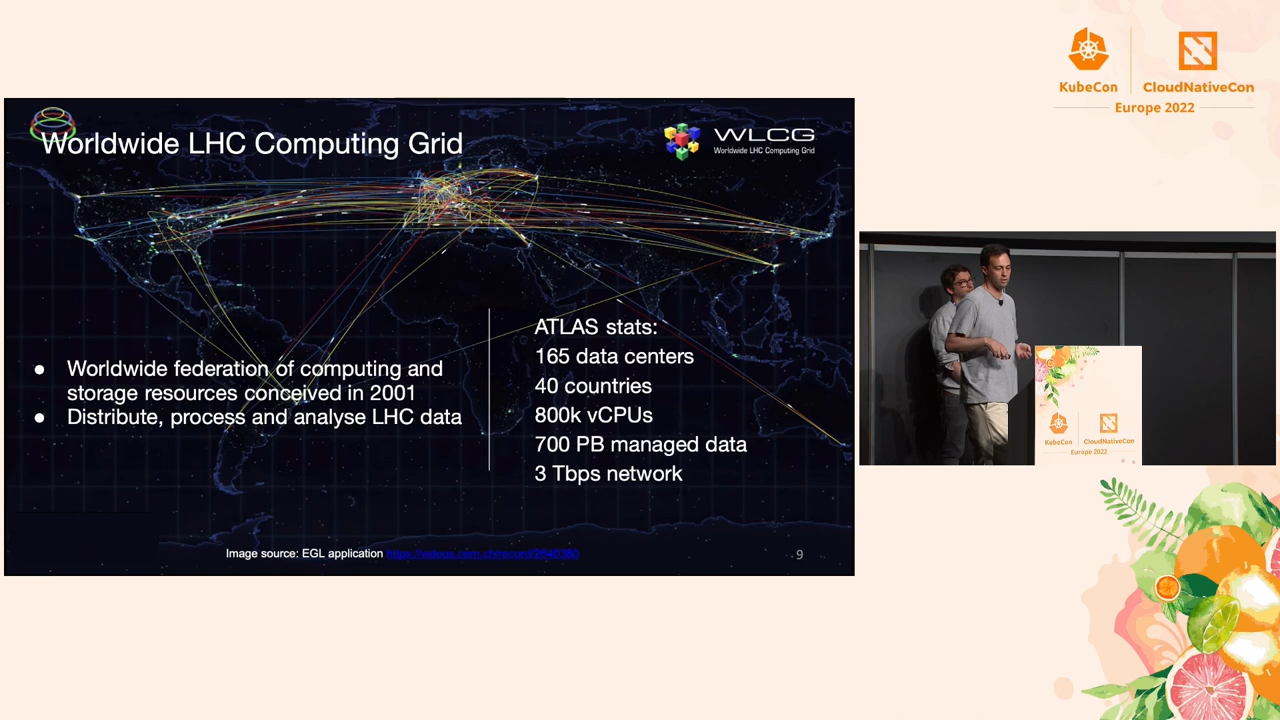 KubeCon
CloudNativeCon
Europe 2022
Worldwide LHC Computing Grid
WLCG
Worldwide LHC Computing Grid
● Worldwide federation of computing and
storage resources conceived in 2001
● Distribute, process and analyse LHC data
ATLAS stats:
165 data centers
40 countries
800k vCPUs
700 PB managed data
3 Tbps network
Image source: EGL application
9
KubeCon
CloudNativeCon
Europe 2022